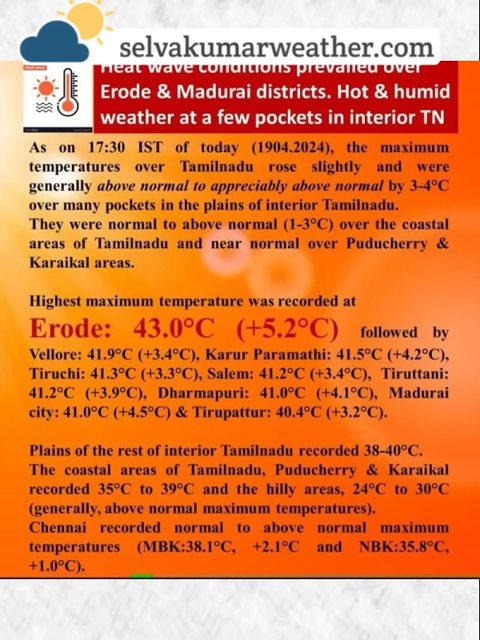 selvakumarweather.com
Heat wave conditions prevailed over
Erode & Madurai districts. Hot & humid
weather at a few pockets in interior TN
As on 17:30 IST of today (1904.2024), the maximum
temperatures over Tamilnadu rose slightly and were
generally above normal to appreciably above normal by 3-4°C
over many pockets in the plains of interior Tamilnadu.
They were normal to above normal (1-3°C) over the coastal
areas of Tamilnadu and near normal over Puducherry &
Karaikal areas.
Highest maximum temperature was recorded at
Erode: 43.0°C (+5.2°C) followed by
Vellore: 41.9°C (+3.4°C), Karur Paramathi: 41.5°C (+4.2°C),
Tiruchi: 41.3°C (+3.3°C), Salem: 41.2°C (+3.4°C), Tiruttani:
41.2°C (+3.9°C), Dharmapuri: 41.0°C (+4.1°C), Madurai
city: 41.0°C (+4.5°C) & Tirupattur: 40.4°C (+3.2°C).
Plains of the rest of interior Tamilnadu recorded 38-40°C.
The coastal areas of Tamilnadu, Puducherry & Karaikal
recorded 35°C to 39°C and the hilly areas, 24°C to 30°C
(generally, above normal maximum temperatures).
Chennai recorded normal to above normal maximum
temperatures (MBK:38.1°C, +2.1°C and NBK:35.8°C,
+1.0°C).